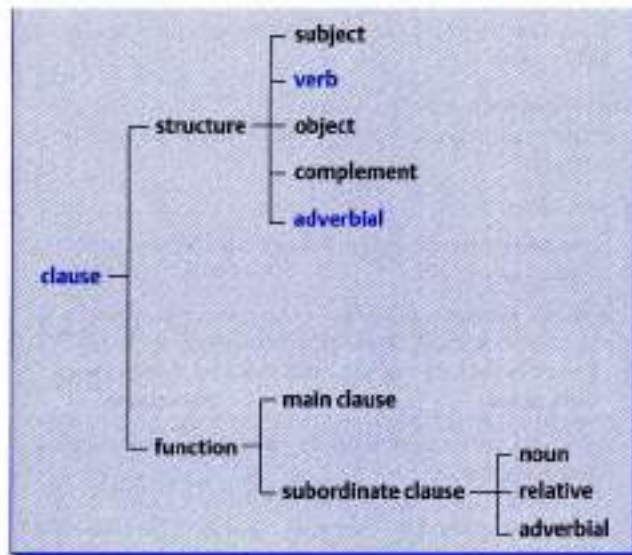 subject
verb
structure
object
complement
adverbial
clause
main clause
function
noun
subordinate clause
relative
adverbial